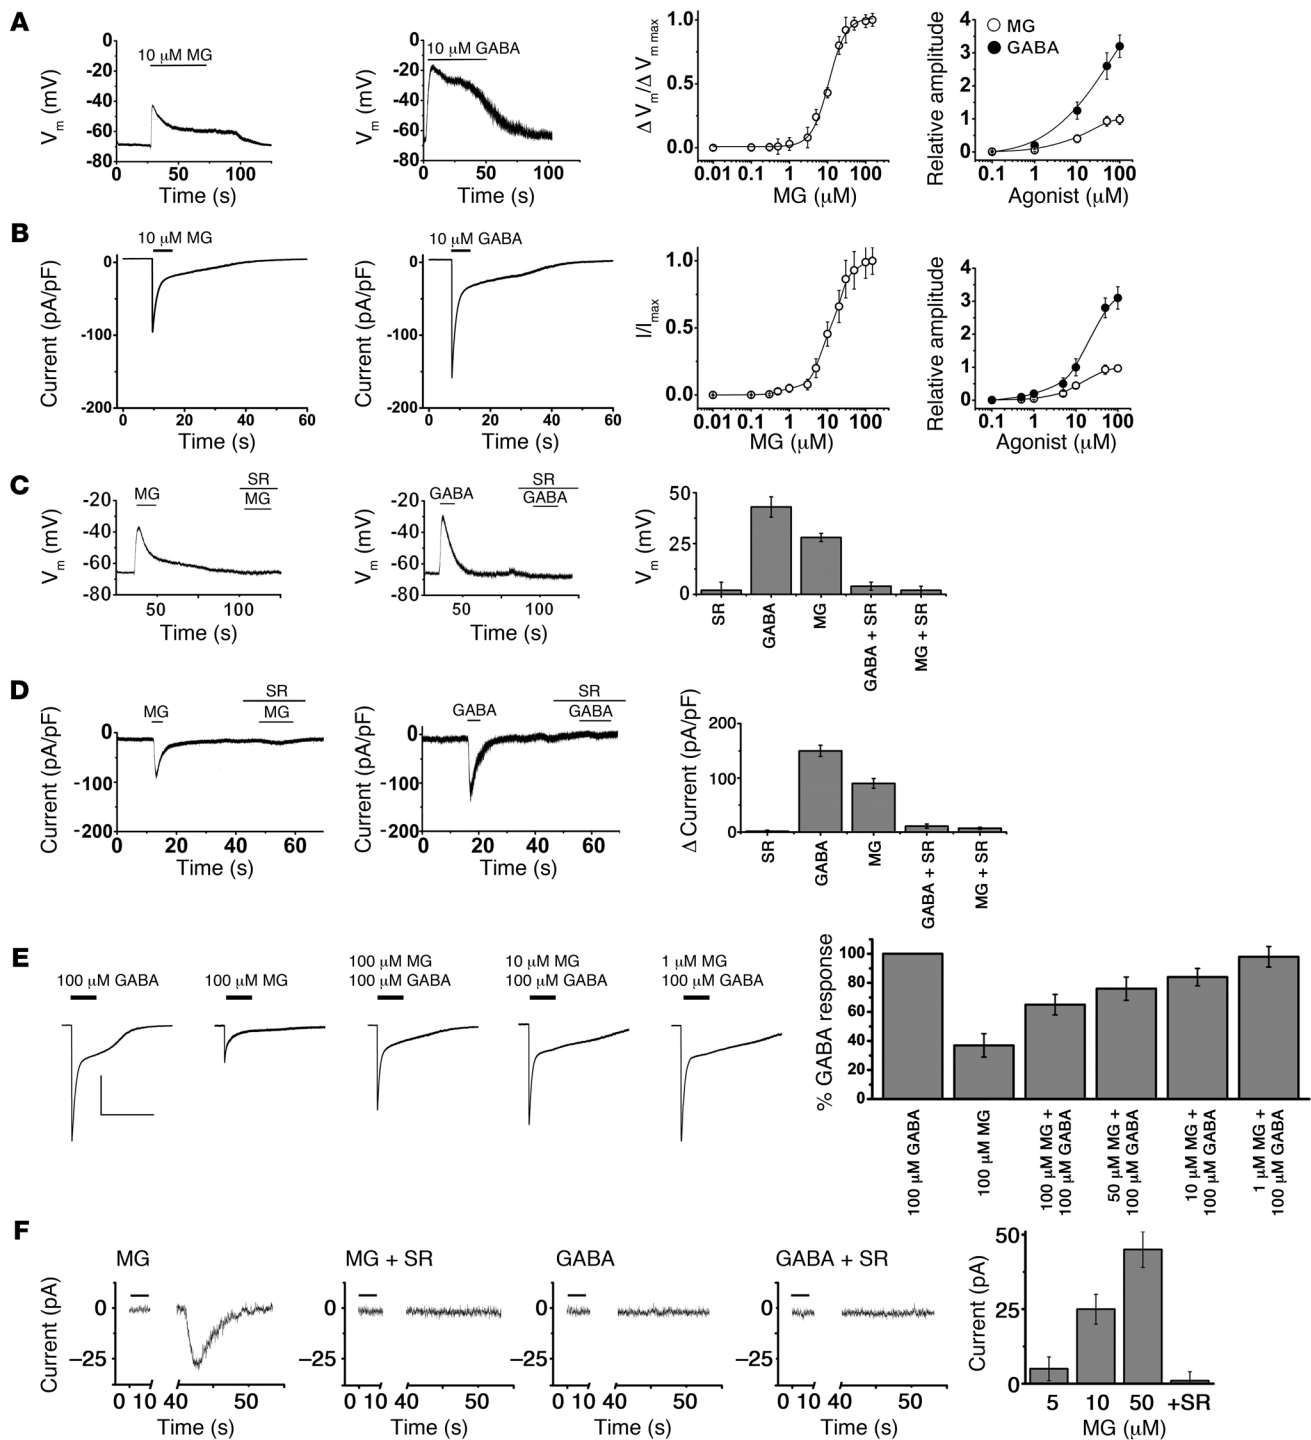 A
10 µM MG
0
-20
-40
-60
-80
0 50 100 150
Vm (mV)
Time (s)
10 µM GABA
0
-20
-40
-60
-80
0 50 100
Vm (mV)
Time (s)
1.0
0.5
0.0
0.01 0.1 1 10 100
Δ Vm/Δ Vm max
MG (µM)
MG
GABA
4
3
2
1
0
0.1 1 10 100
Relative amplitude
Agonist (µM)
B
10 µM MG
0
-100
-200
0 20 40 60
Current (pA/pF)
Time (s)
10 µM GABA
0
-100
-200
0 20 40 60
Current (pA/pF)
Time (s)
1.0
0.5
0.0
0.01 0.1 1 10 100
I/Imax
MG (µM)
4
3
2
1
0
0.1 1 10 100
Relative amplitude
Agonist (µM)
C
MG
SR
MG
-20
-40
-60
-80
50 100
Vm (mV)
Time (s)
GABA
SR
GABA
-20
-40
-60
-80
50 100
Vm (mV)
Time (s)
50
25
0
Vm (mV)
SR
GABA
MG
GABA + SR
MG + SR
D
MG
SR
MG
0
-100
-200
0 20 40 60
Current (pA/pF)
Time (s)
GABA
SR
GABA
0
-100
-200
0 20 40 60
Current (pA/pF)
Time (s)
200
100
0
Δ Current (pA/pF)
SR
GABA
MG
GABA + SR
MG + SR
E
100 µM GABA
100 µM MG
100 µM MG
100 µM GABA
10 µM MG
100 µM GABA
1 µM MG
100 µM GABA
100
80
60
40
20
0
% GABA response
100 µM GABA
100 µM MG
100 µM MG +
100 µM GABA
50 µM MG +
100 µM GABA
10 µM MG +
100 µM GABA
1 µM MG +
100 µM GABA
F
MG
0
–25
0 10 40 50
Current (pA)
Time (s)
MG + SR
0
–25
0 10 40 50
Time (s)
GABA
0
–25
0 10 40 50
Time (s)
GABA + SR
0
–25
0 10 40 50
Time (s)
50
25
0
Current (pA)
5 10 50 +SR
MG (µM)